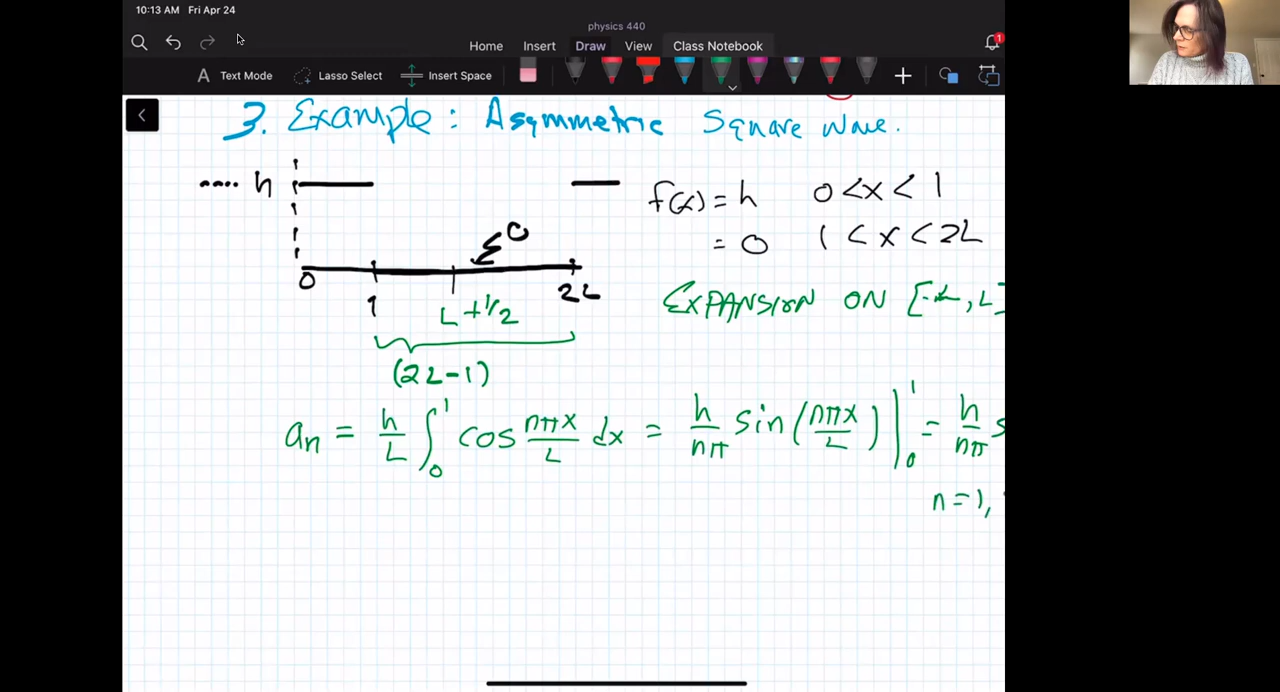 10:13 AM Fri Apr 24
physics 440
Home Insert Draw View Class Notebook
1
A Text Mode Lasso Select Insert Space
3. Example: Asymmetric Square Wave.
.... h
f(x) = h 0 < x < 1
= 0 1 < x < 2L
0
0 1 L + 1/2 2L
EXPANSION ON [-L, L]
(2L-1)
an = h/L ∫₀¹ cos nπx/L dx = h/nπ sin (nπx/L) |₀¹ = h/nπ s
n = 1,